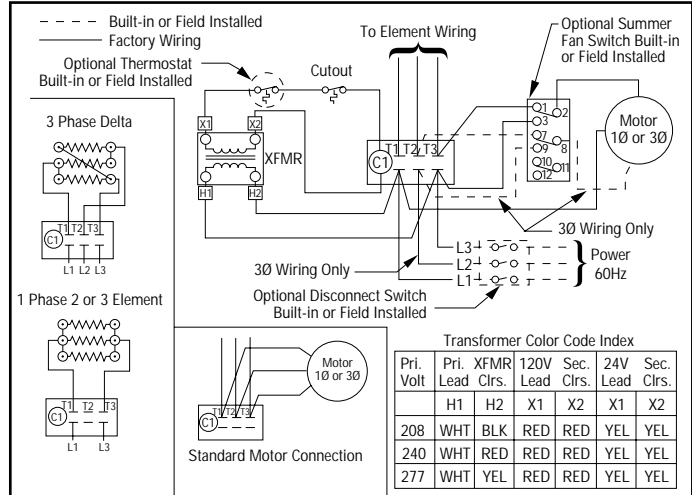 Built-in or Field Installed
Factory Wiring
Optional Thermostat
Built-in or Field Installed
Cutout
To Element Wiring
Optional Summer
Fan Switch Built-in
or Field Installed
X1
X2
XFMR
H1
H2
C1
T1 T2 T3
1
2
3
7
9
8
10
11
12
Motor
1Ø or 3Ø
3Ø Wiring Only
L3
L2
L1
Power
60Hz
3Ø Wiring Only
Optional Disconnect Switch
Built-in or Field Installed
3 Phase Delta
T1 T2 T3
C1
L1 L2 L3
1 Phase 2 or 3 Element
T1 T2 T3
C1
L1 L3
Motor
1Ø or 3Ø
C1
T1 T2 T3
Standard Motor Connection
Transformer Color Code Index
Pri. Pri. XFMR 120V Sec. 24V Sec.
Volt Lead Clrs. Lead Clrs. Lead Clrs.
H1 H2 X1 X2 X1 X2
208 WHT BLK RED RED YEL YEL
240 WHT RED RED RED YEL YEL
277 WHT YEL RED RED YEL YEL